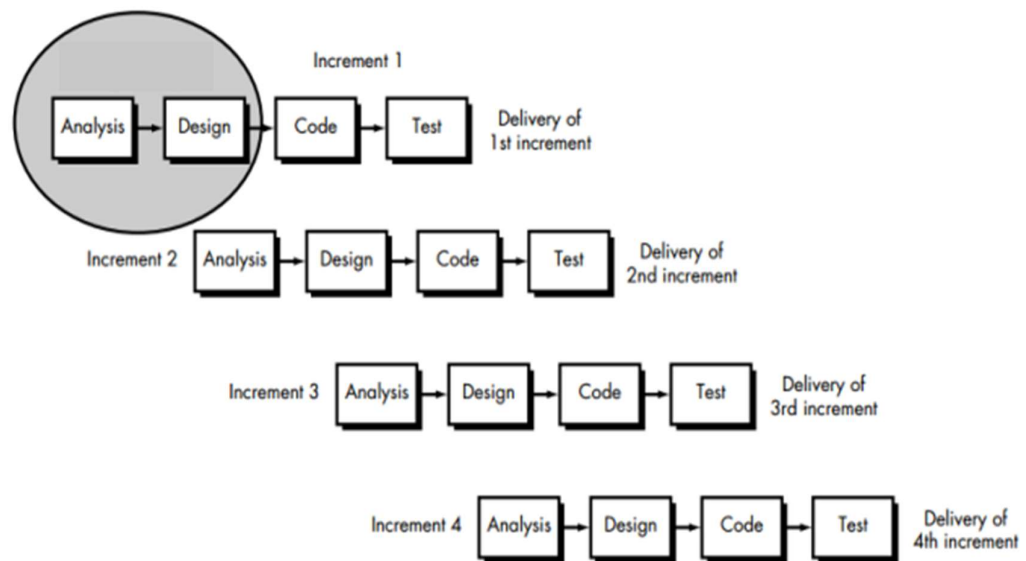 Increment 1
Analysis Design Code Test Delivery of
1st increment
Increment 2 Analysis Design Code Test Delivery of
2nd increment
Increment 3 Analysis Design Code Test Delivery of
3rd increment
Increment 4 Analysis Design Code Test Delivery of
4th increment